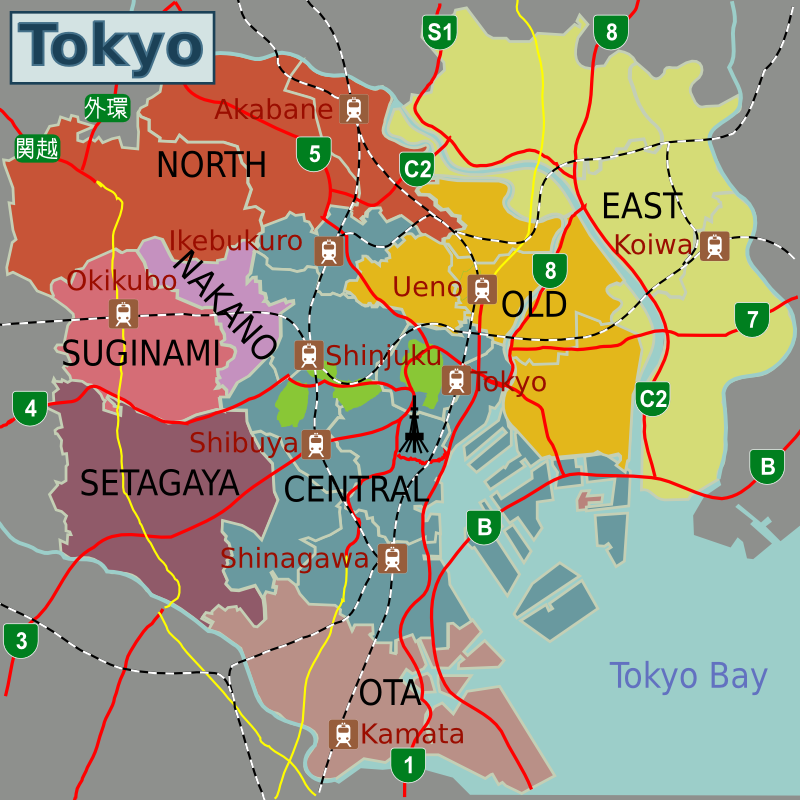 Tokyo
S1
8
外環
Akabane
関越
5
C2
NORTH
EAST
Ikebukuro
Koiwa
NAKANO
Okikubo
Ueno
8
OLD
7
SUGINAMI
Shinjuku
Tokyo
4
C2
Shibuya
B
SETAGAYA
CENTRAL
B
Shinagawa
3
Tokyo Bay
OTA
Kamata
1